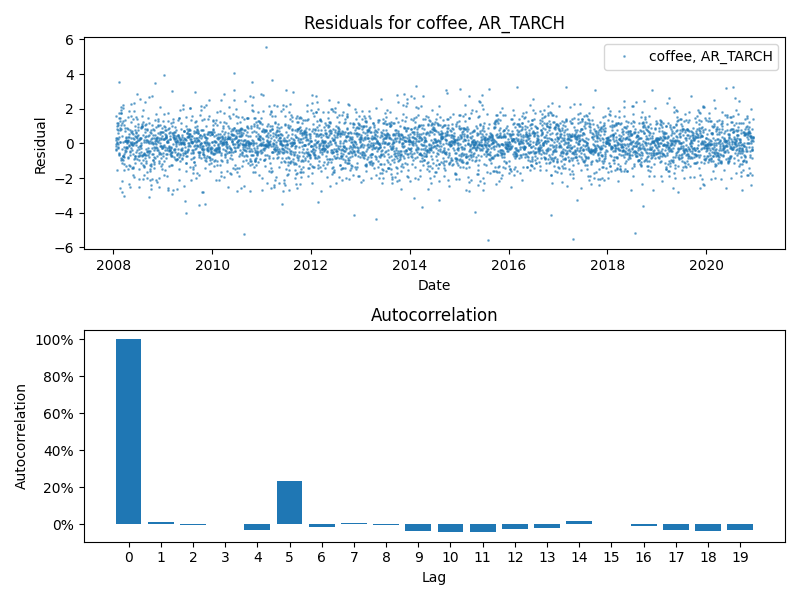 Residuals for coffee, AR_TARCH
6
4
2
0
−2
−4
−6
Residual
coffee, AR_TARCH
2008 2010 2012 2014 2016 2018 2020
Date
Autocorrelation
100%
80%
60%
40%
20%
0%
Autocorrelation
0 1 2 3 4 5 6 7 8 9 10 11 12 13 14 15 16 17 18 19
Lag